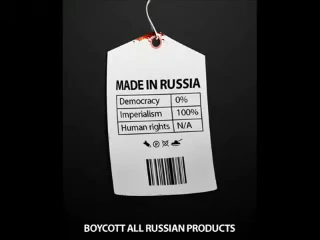 MADE IN RUSSIA
Democracy 0%
Imperialism 100%
Human rights N/A
BOYCOTT ALL RUSSIAN PRODUCTS